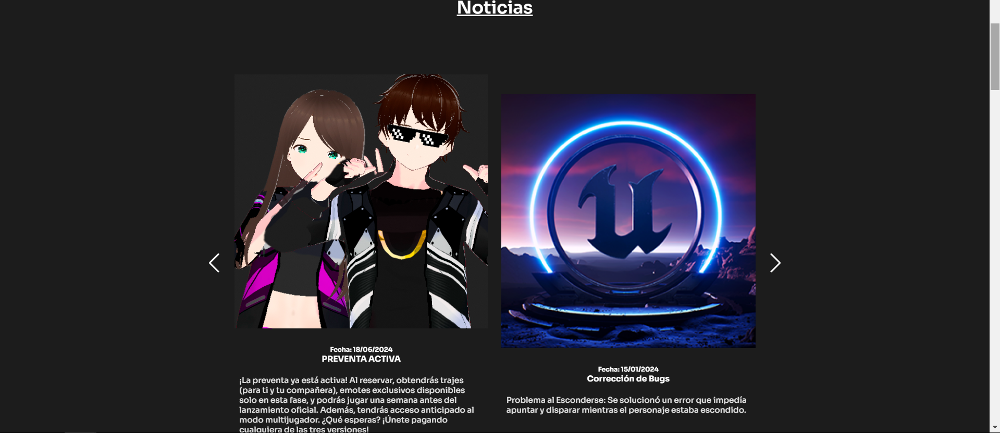 Noticias
Fecha: 18/06/2024
PREVENTA ACTIVA
¡La preventa ya está activa! Al reservar, obtendrás trajes
(para ti y tu compañera), emotes exclusivos disponibles
solo en esta fase, y podrás jugar una semana antes del
lanzamiento oficial. Además, tendrás acceso anticipado al
modo multijugador. ¿Qué esperas? ¡Únete pagando
cualquiera de las tres versiones!
Fecha: 15/01/2024
Corrección de Bugs
Problema al Esconderse: Se solucionó un error que impedía
apuntar y disparar mientras el personaje estaba escondido.